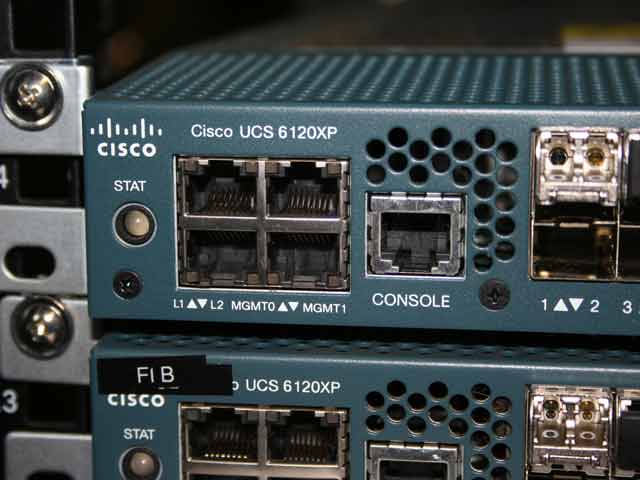 Cisco UCS 6120XP
CISCO
4
STAT
L1 ▲▼ L2 MGMT0 ▲▼ MGMT1
CONSOLE
1 ▲▼ 2 3
FI B
UCS 6120XP
CISCO
STAT